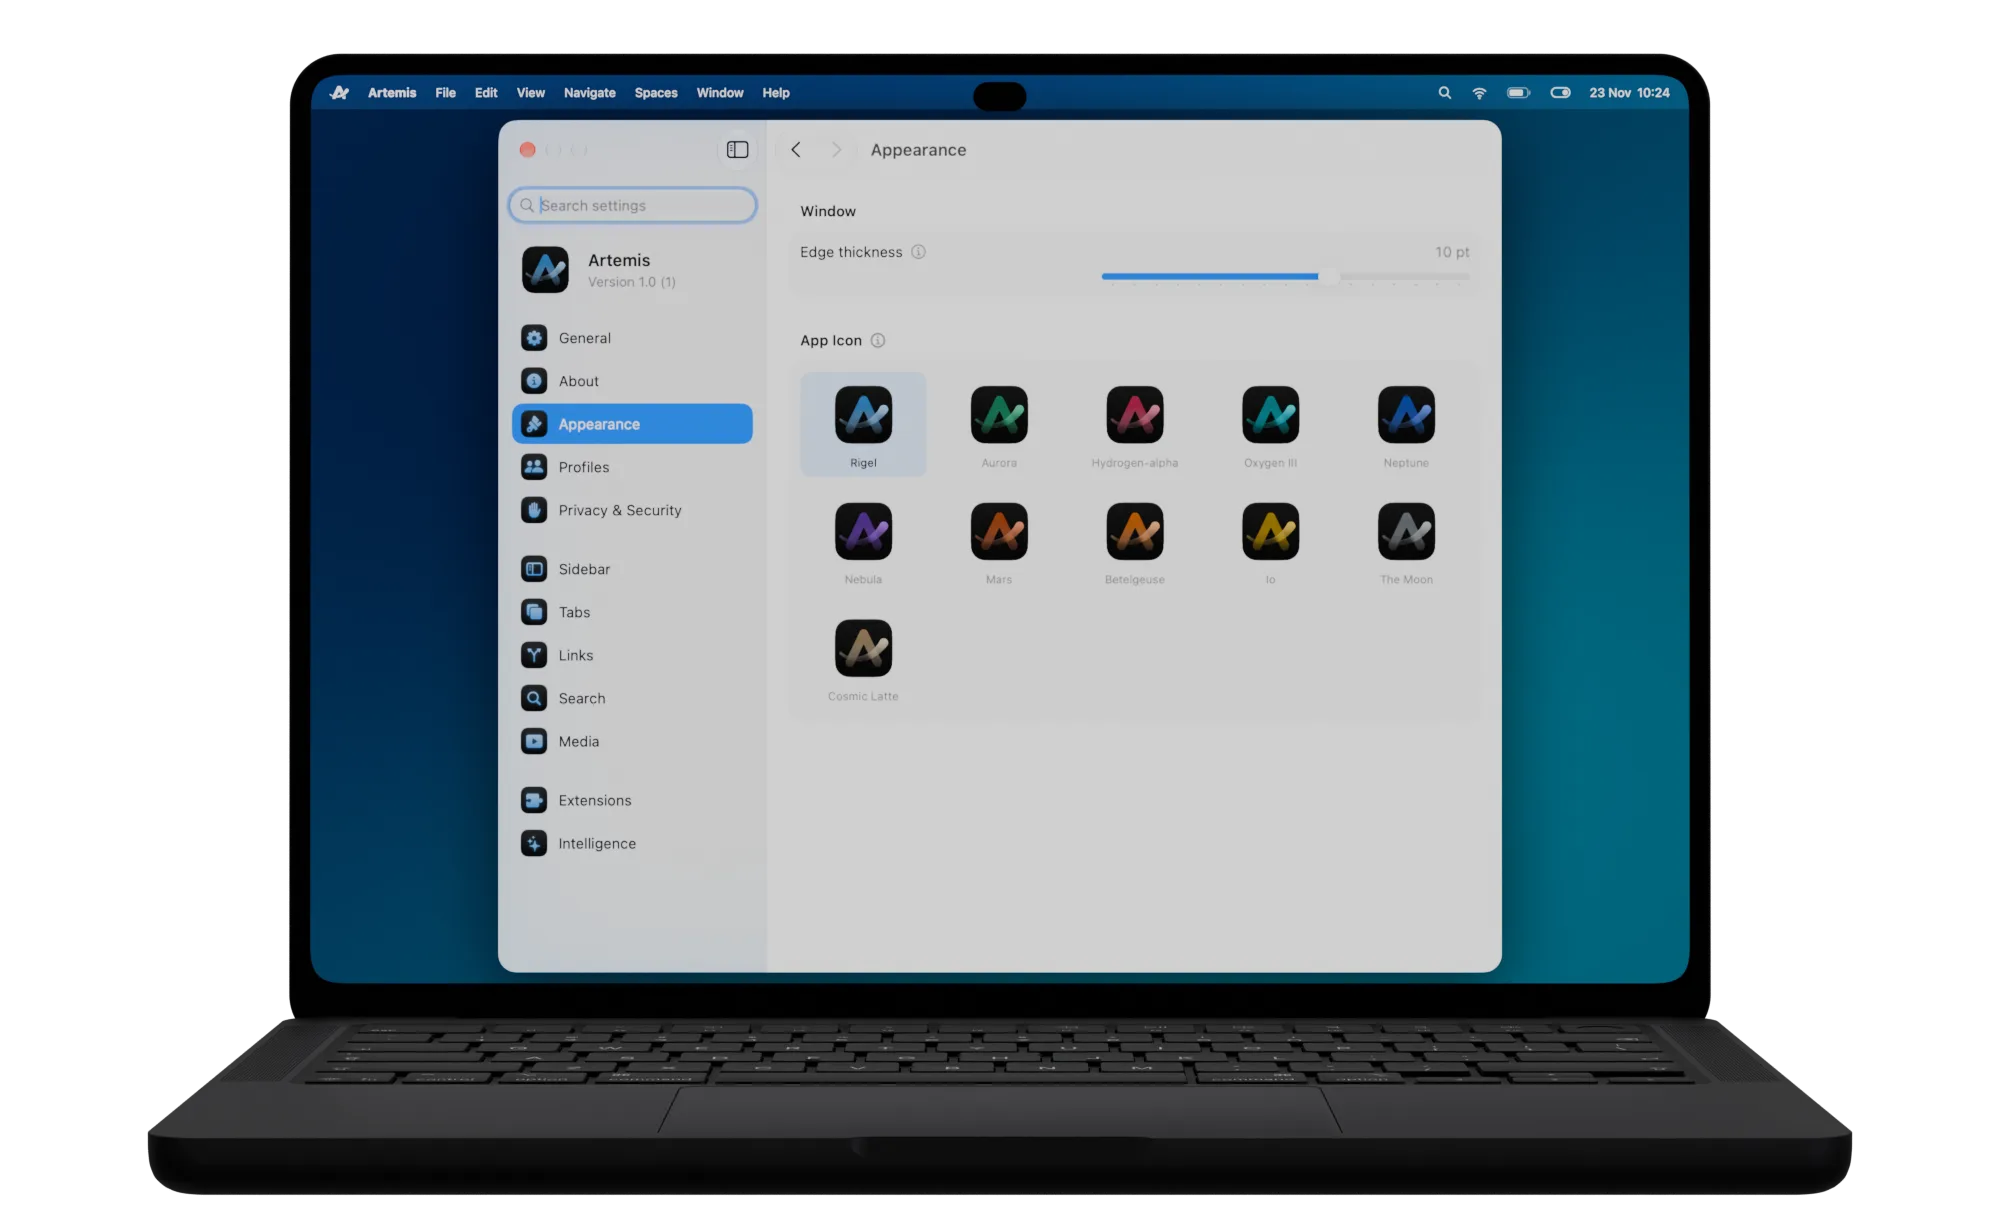 Artemis File Edit View Navigate Spaces Window Help 23 Nov 10:24
Appearance
Search settings
Artemis
Version 1.0 (1)
General
About
Appearance
Profiles
Privacy & Security
Sidebar
Tabs
Links
Search
Media
Extensions
Intelligence
Window
Edge thickness 10 pt
App Icon
Rigel Aurora Hydrogen-alpha Oxygen III Neptune
Nebula Mars Betelgeuse Io The Moon
Cosmic Latte